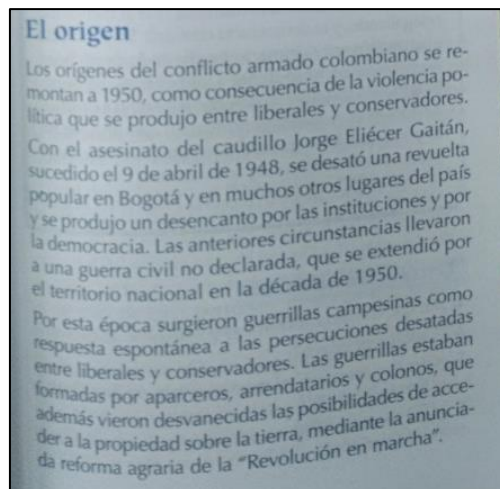 El origen
Los orígenes del conflicto armado colombiano se re-
montan a 1950, como consecuencia de la violencia po-
lítica que se produjo entre liberales y conservadores.
Con el asesinato del caudillo Jorge Eliécer Gaitán,
sucedido el 9 de abril de 1948, se desató una revuelta
popular en Bogotá y en muchos otros lugares del país
y se produjo un desencanto por las instituciones y por
la democracia. Las anteriores circunstancias llevaron
a una guerra civil no declarada, que se extendió por
el territorio nacional en la década de 1950.
Por esta época surgieron guerrillas campesinas como
respuesta espontánea a las persecuciones desatadas
entre liberales y conservadores. Las guerrillas estaban
formadas por aparceros, arrendatarios y colonos, que
además vieron desvanecidas las posibilidades de acce-
der a la propiedad sobre la tierra, mediante la anuncia-
da reforma agraria de la "Revolución en marcha".